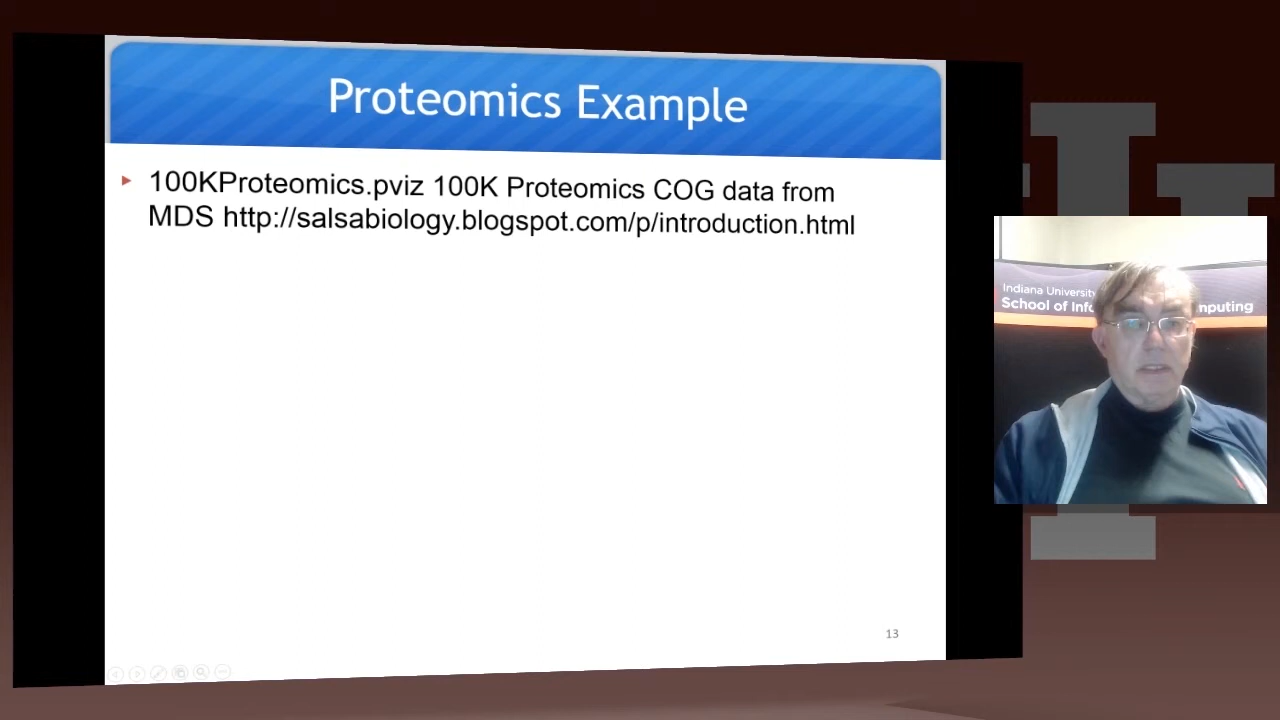 Proteomics Example
100KProteomics.pviz 100K Proteomics COG data from
MDS http://salsabiology.blogspot.com/p/introduction.html
13
Indiana University
School of Info
mputing